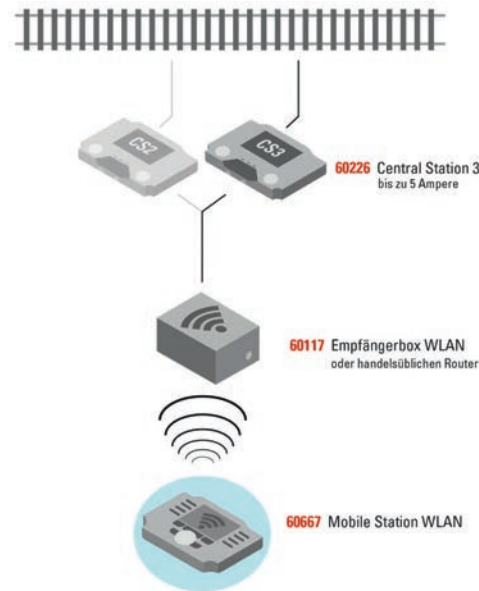 CS2
CS3
60226 Central Station 3
bis zu 5 Ampere
60117 Empfängerbox WLAN
oder handelsüblichen Router
60667 Mobile Station WLAN